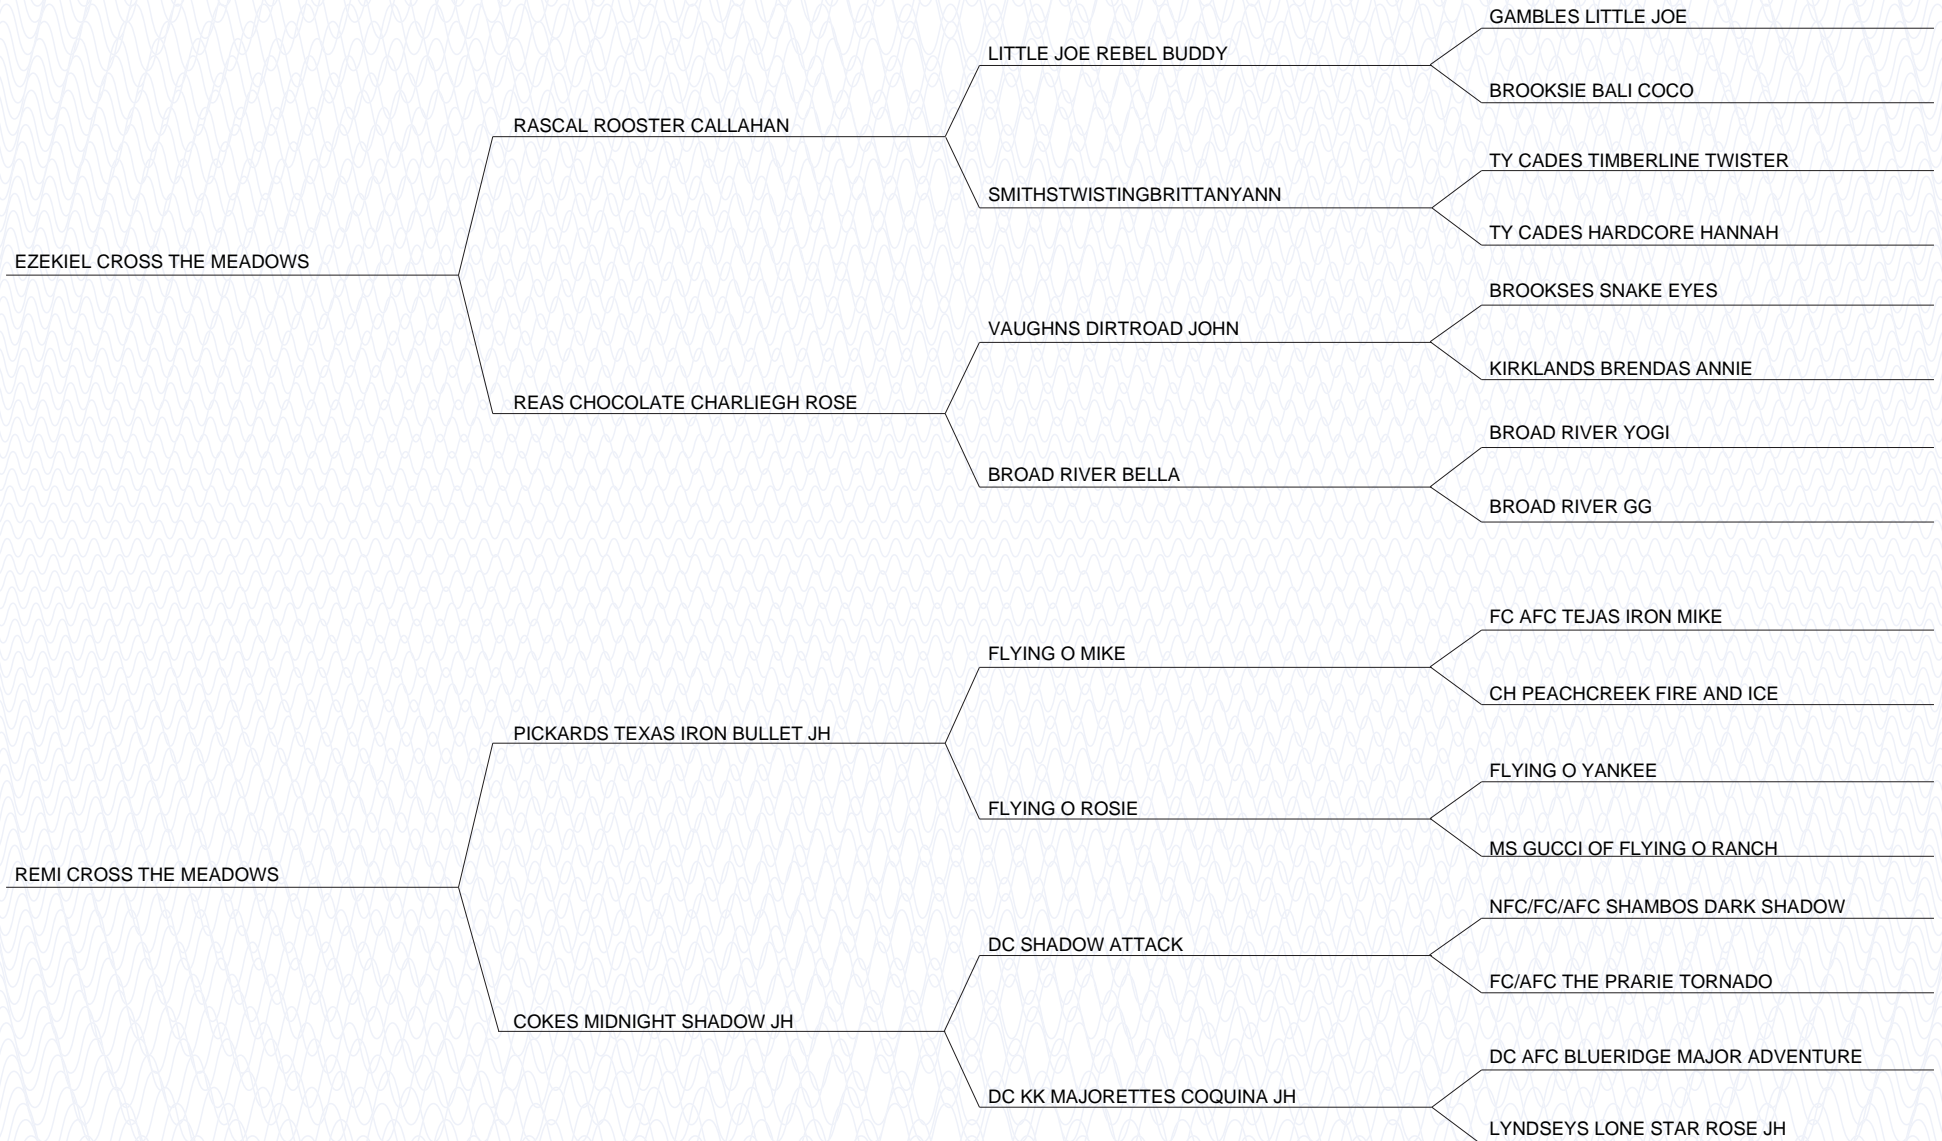 GAMBLES LITTLE JOE
LITTLE JOE REBEL BUDDY
BROOKSIE BALI COCO
RASCAL ROOSTER CALLAHAN
TY CADES TIMBERLINE TWISTER
SMITHSTWISTINGBRITTANYANN
TY CADES HARDCORE HANNAH
EZEKIEL CROSS THE MEADOWS
BROOKSES SNAKE EYES
VAUGHNS DIRTROAD JOHN
KIRKLANDS BRENDAS ANNIE
REAS CHOCOLATE CHARLIEGH ROSE
BROAD RIVER YOGI
BROAD RIVER BELLA
BROAD RIVER GG
FC AFC TEJAS IRON MIKE
FLYING O MIKE
CH PEACHCREEK FIRE AND ICE
PICKARDS TEXAS IRON BULLET JH
FLYING O YANKEE
FLYING O ROSIE
MS GUCCI OF FLYING O RANCH
REMI CROSS THE MEADOWS
NFC/FC/AFC SHAMBOS DARK SHADOW
DC SHADOW ATTACK
FC/AFC THE PRARIE TORNADO
COKES MIDNIGHT SHADOW JH
DC AFC BLUERIDGE MAJOR ADVENTURE
DC KK MAJORETTES COQUINA JH
LYNDSEYS LONE STAR ROSE JH